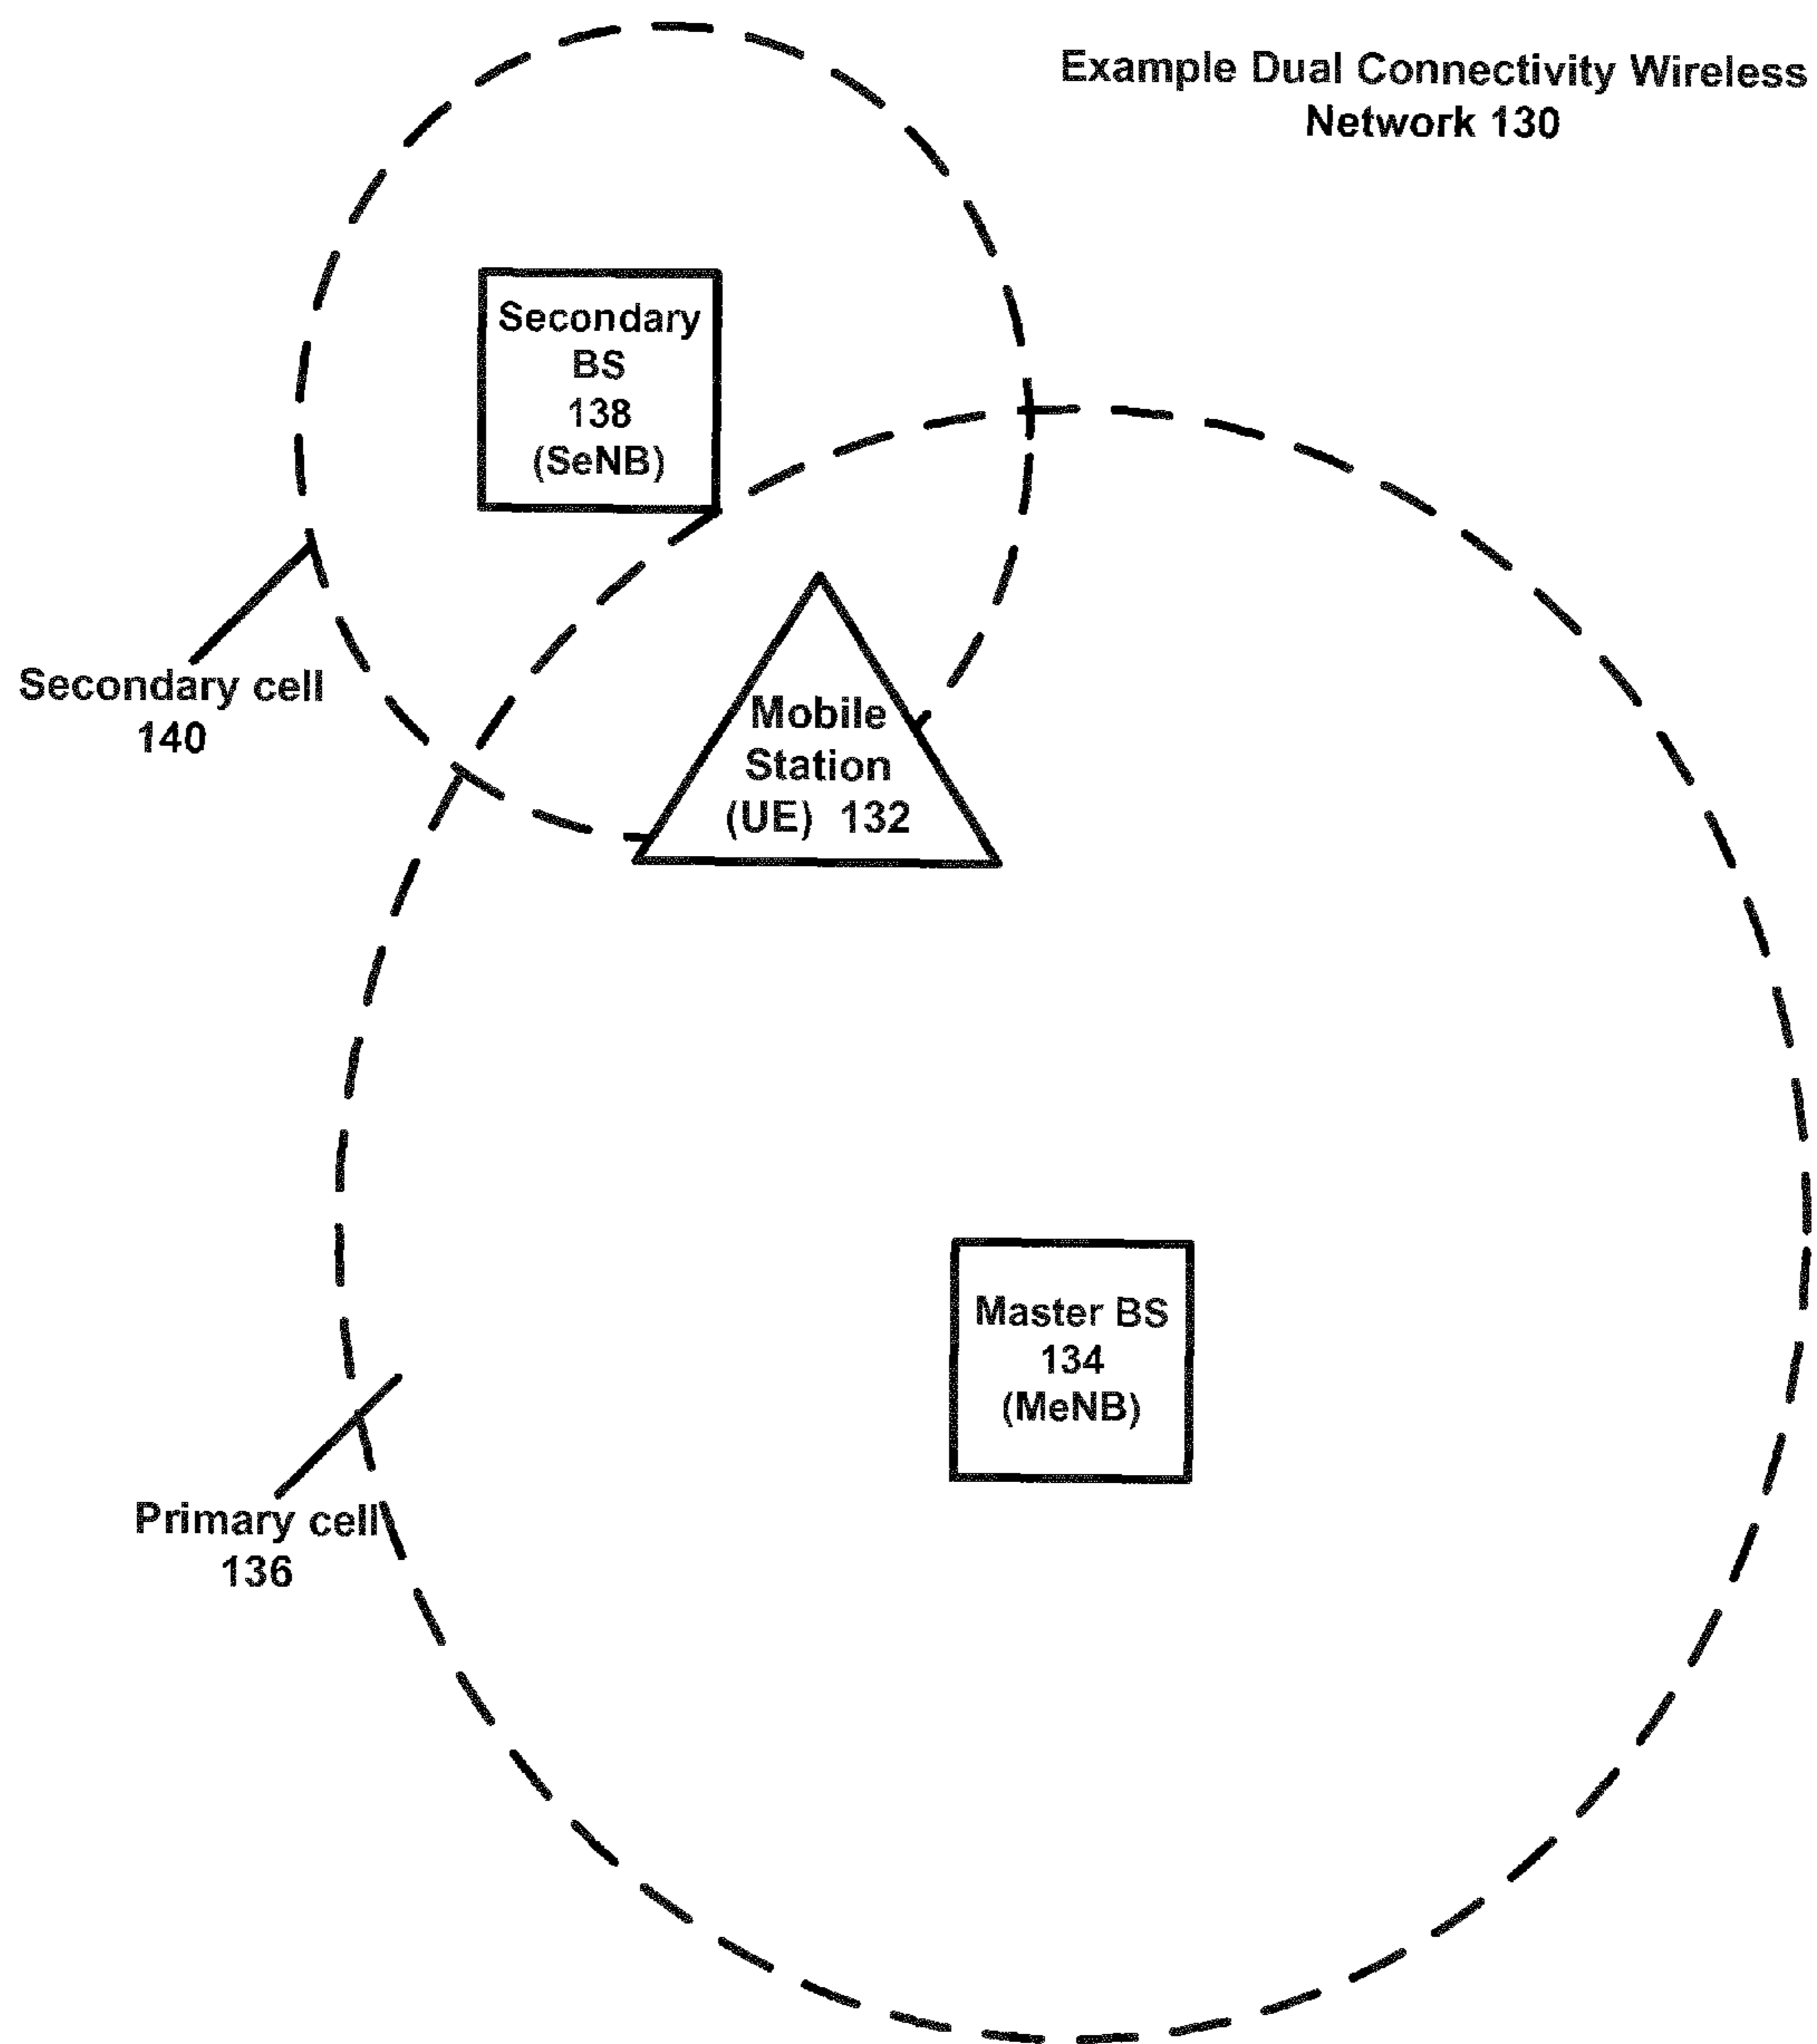 Example Dual Connectivity Wireless
Network 130
Secondary
BS
138
(SeNB)
Secondary cell
140
Mobile
Station
(UE) 132
Master BS
134
(MeNB)
Primary cell
136